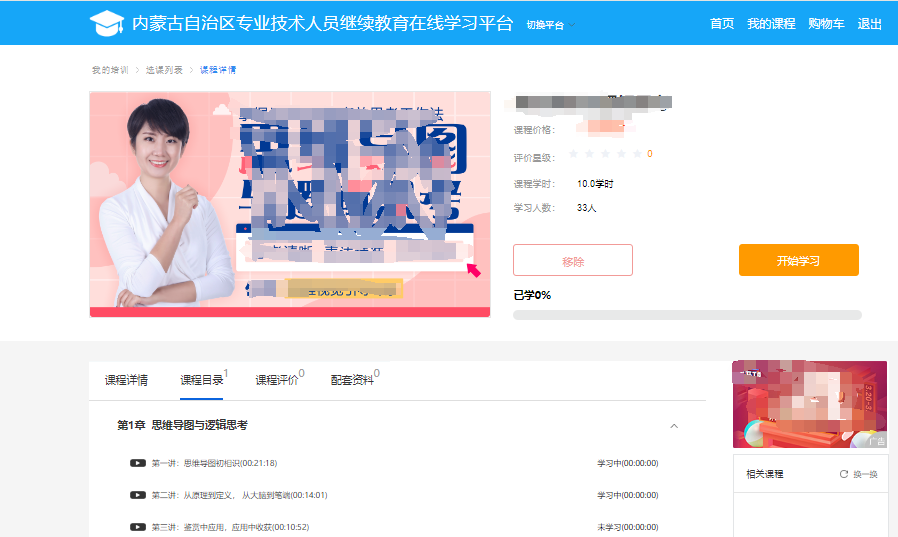 内蒙古自治区专业技术人员继续教育在线学习平台 切换平台 首页 我的课程 购物车 退出
我的培训 > 选课列表 > 课程详情
课程价格：
评价星级： 0
课程学时： 10.0学时
学习人数： 33人
移除 开始学习
已学0%
课程详情 课程目录1 课程评价0 配套资料0
广告
第1章 思维导图与逻辑思考
第一讲：思维导图初相识(00:21:18) 学习中(00:00:00)
第二讲：从原理到定义， 从大脑到笔端(00:14:01) 学习中(00:00:00)
第三讲：鉴赏中应用，应用中收获(00:10:52) 未学习(00:00:00)
相关课程 换一换